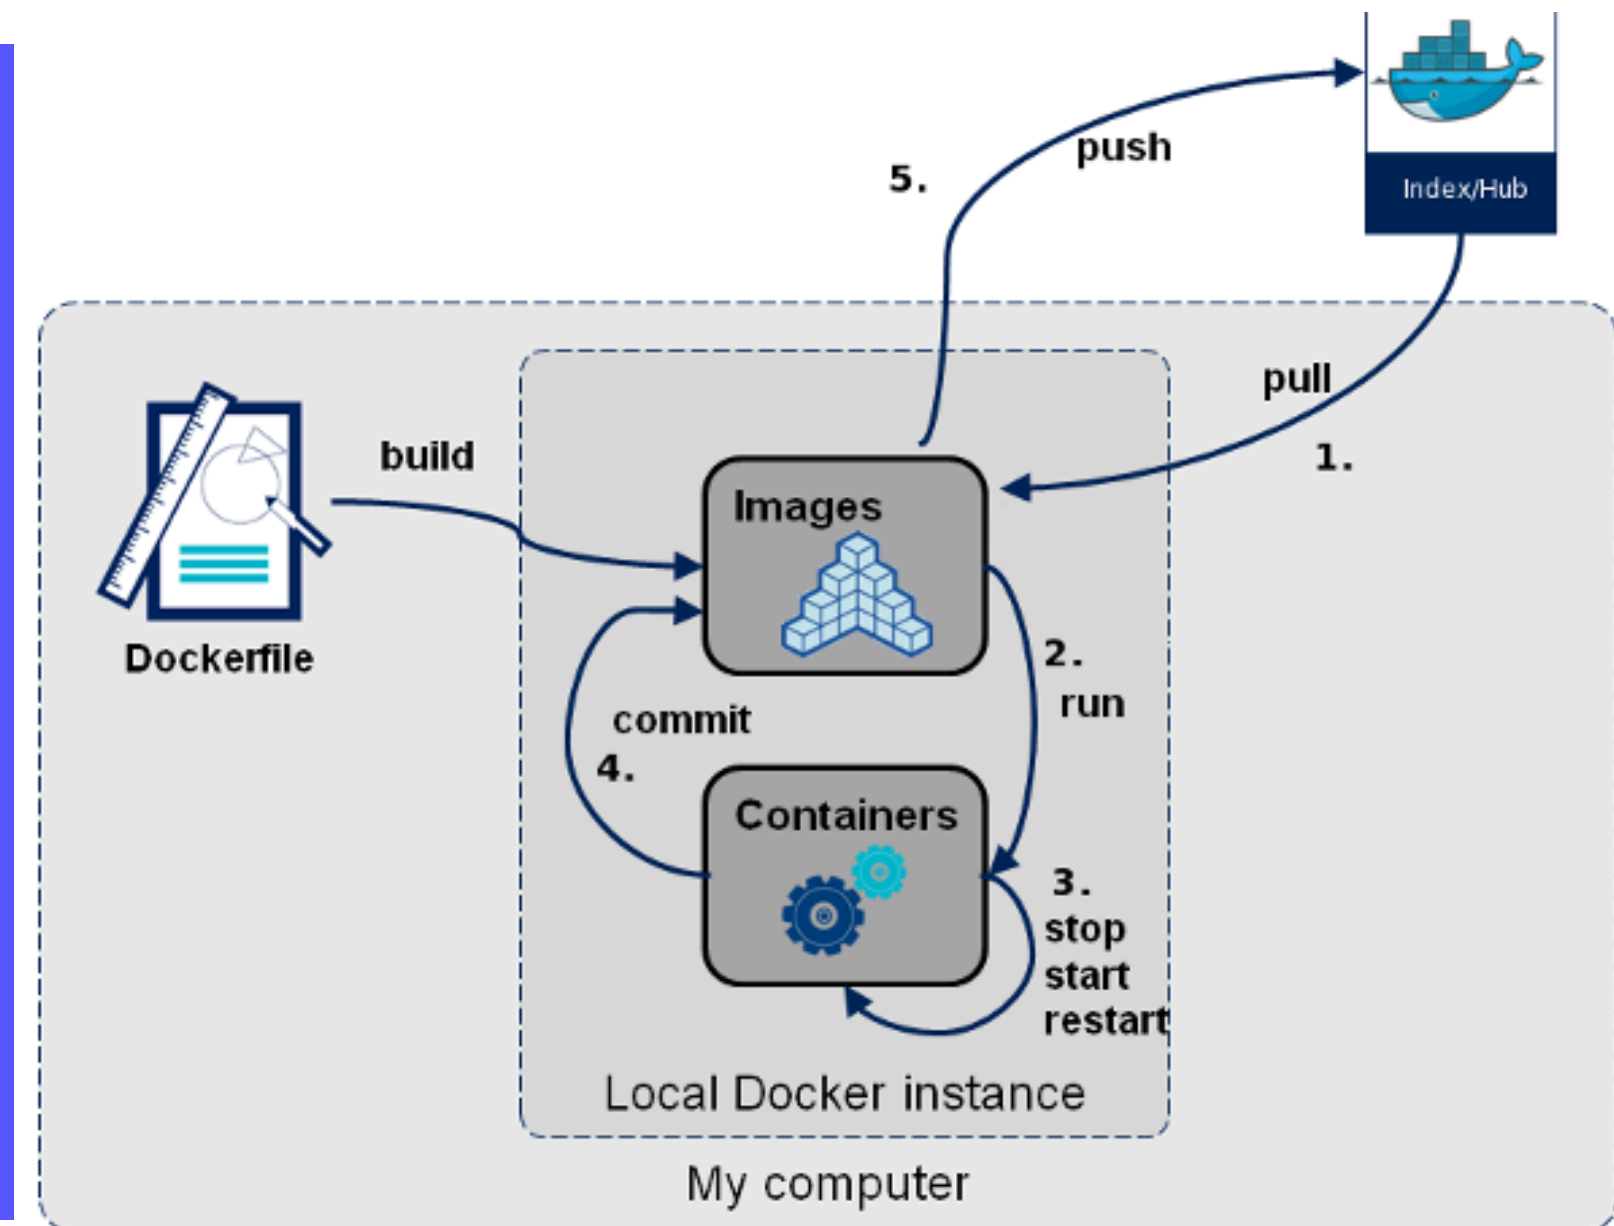 push
5.
Index/Hub
pull
1.
build
Images
Dockerfile
2.
run
commit
4.
Containers
3.
stop
start
restart
Local Docker instance
My computer